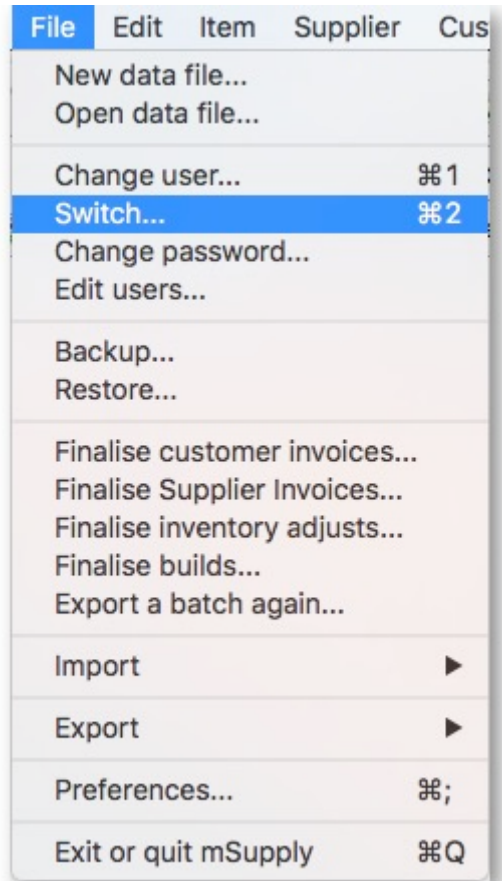 File Edit Item Supplier Cus
New data file...
Open data file...
Change user... ⌘1
Switch... ⌘2
Change password...
Edit users...
Backup...
Restore...
Finalise customer invoices...
Finalise Supplier Invoices...
Finalise inventory adjusts...
Finalise builds...
Export a batch again...
Import ▶
Export ▶
Preferences... ⌘;
Exit or quit mSupply ⌘Q